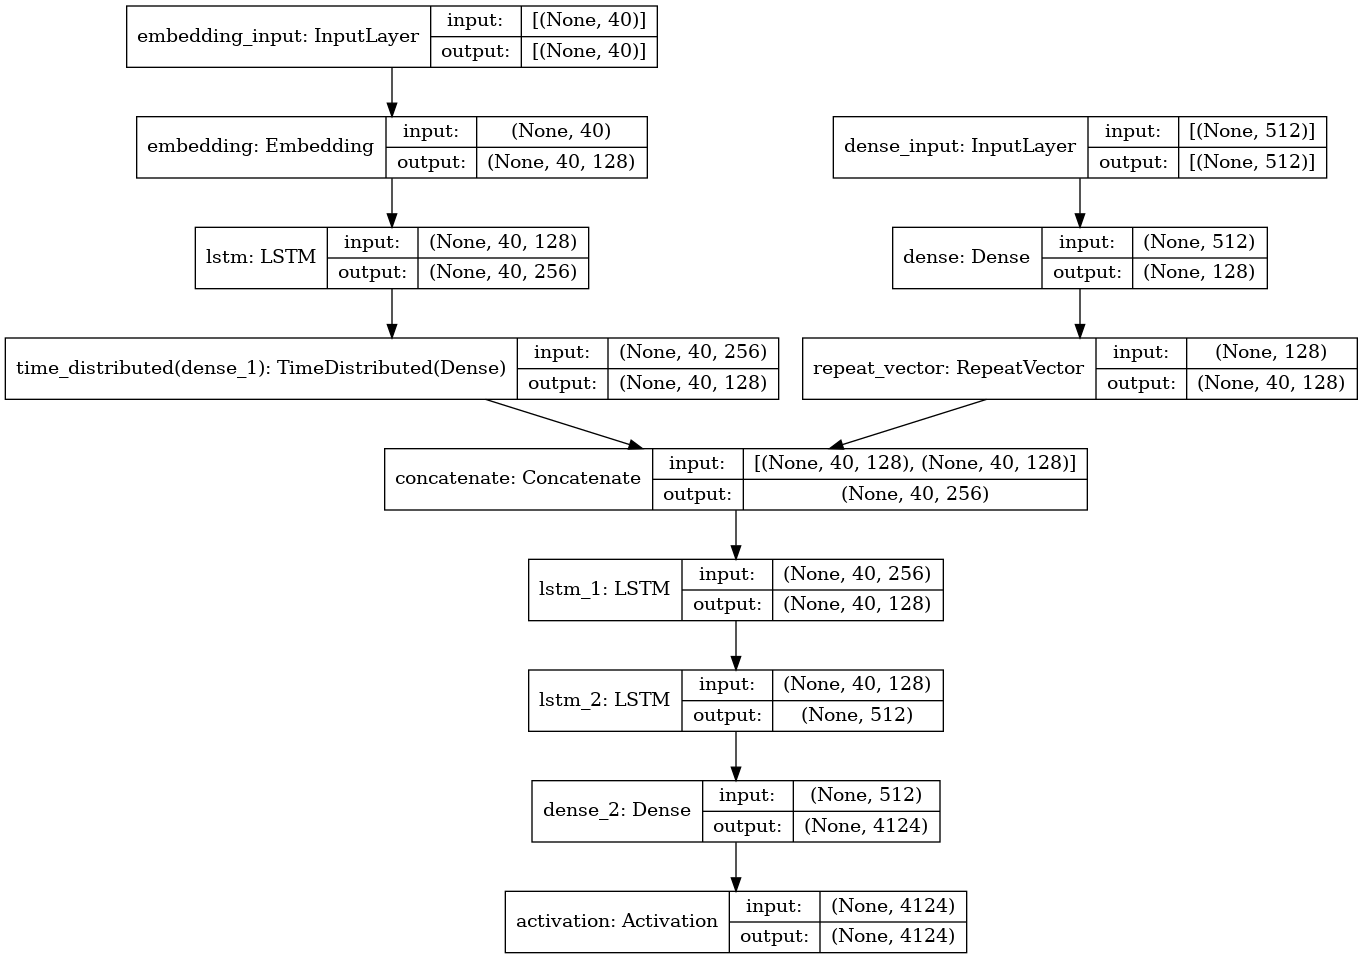 embedding_input: InputLayer
input: [(None, 40)]
output: [(None, 40)]
embedding: Embedding
input: (None, 40)
output: (None, 40, 128)
dense_input: InputLayer
input: [(None, 512)]
output: [(None, 512)]
lstm: LSTM
input: (None, 40, 128)
output: (None, 40, 256)
dense: Dense
input: (None, 512)
output: (None, 128)
time_distributed(dense_1): TimeDistributed(Dense)
input: (None, 40, 256)
output: (None, 40, 128)
repeat_vector: RepeatVector
input: (None, 128)
output: (None, 40, 128)
concatenate: Concatenate
input: [(None, 40, 128), (None, 40, 128)]
output: (None, 40, 256)
lstm_1: LSTM
input: (None, 40, 256)
output: (None, 40, 128)
lstm_2: LSTM
input: (None, 40, 128)
output: (None, 512)
dense_2: Dense
input: (None, 512)
output: (None, 4124)
activation: Activation
input: (None, 4124)
output: (None, 4124)